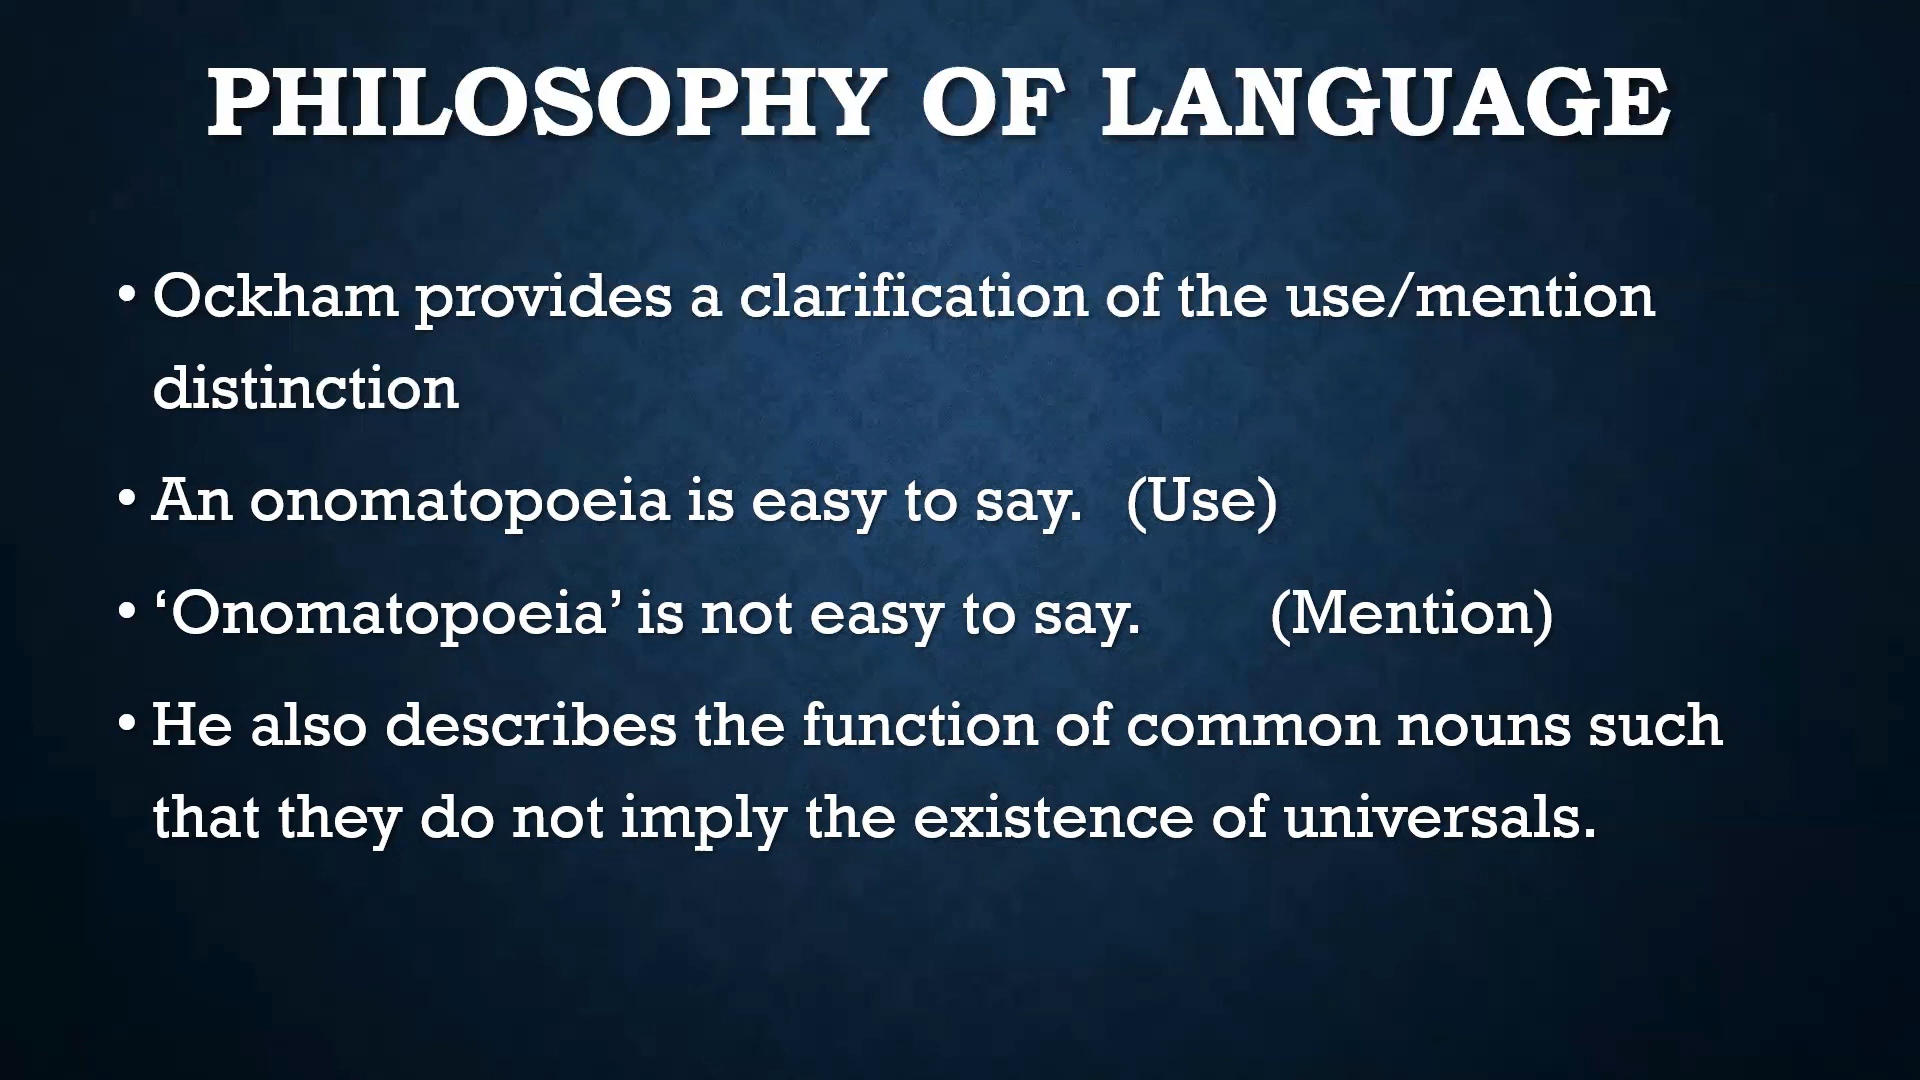 PHILOSOPHY OF LANGUAGE
• Ockham provides a clarification of the use/mention
distinction
• An onomatopoeia is easy to say. (Use)
• ‘Onomatopoeia’ is not easy to say. (Mention)
• He also describes the function of common nouns such
that they do not imply the existence of universals.